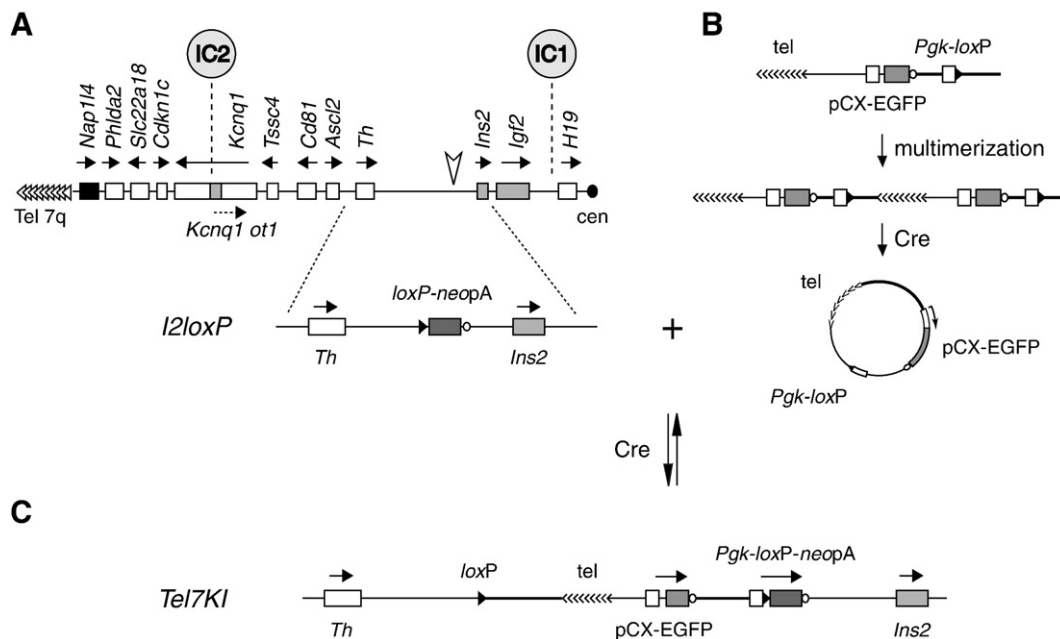 A
IC2
IC1
Nap1l4
Phlda2
Slc22a18
Cdkn1c
Kcnq1
Tssc4
Cd81
Ascl2
Th
Ins2
Igf2
H19
Tel 7q
Kcnq1 ot1
cen
I2loxP
loxP-neopA
Th
Ins2
+
B
tel
Pgk-loxP
pCX-EGFP
multimerization
Cre
tel
pCX-EGFP
Pgk-loxP
Cre
C
Tel7KI
loxP
tel
Pgk-loxP-neopA
Th
pCX-EGFP
Ins2